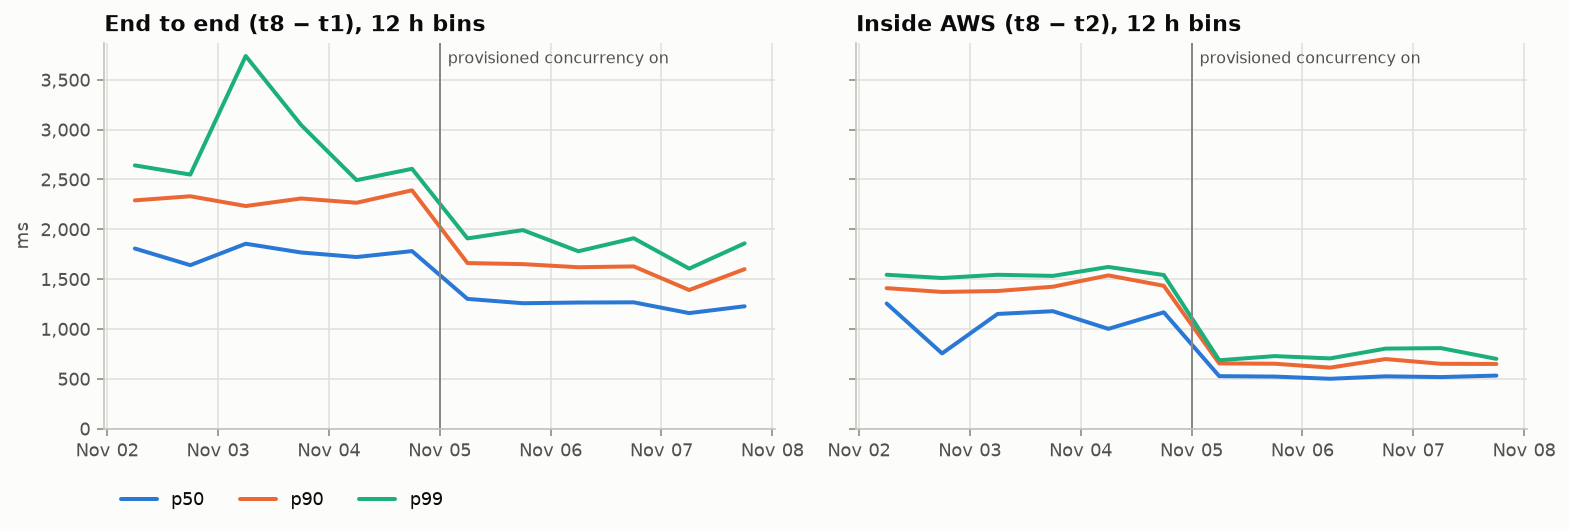 End to end (t8 − t1), 12 h bins
provisioned concurrency on
ms
3,500
3,000
2,500
2,000
1,500
1,000
500
0
Nov 02 Nov 03 Nov 04 Nov 05 Nov 06 Nov 07 Nov 08
Inside AWS (t8 − t2), 12 h bins
provisioned concurrency on
Nov 02 Nov 03 Nov 04 Nov 05 Nov 06 Nov 07 Nov 08
p50 p90 p99